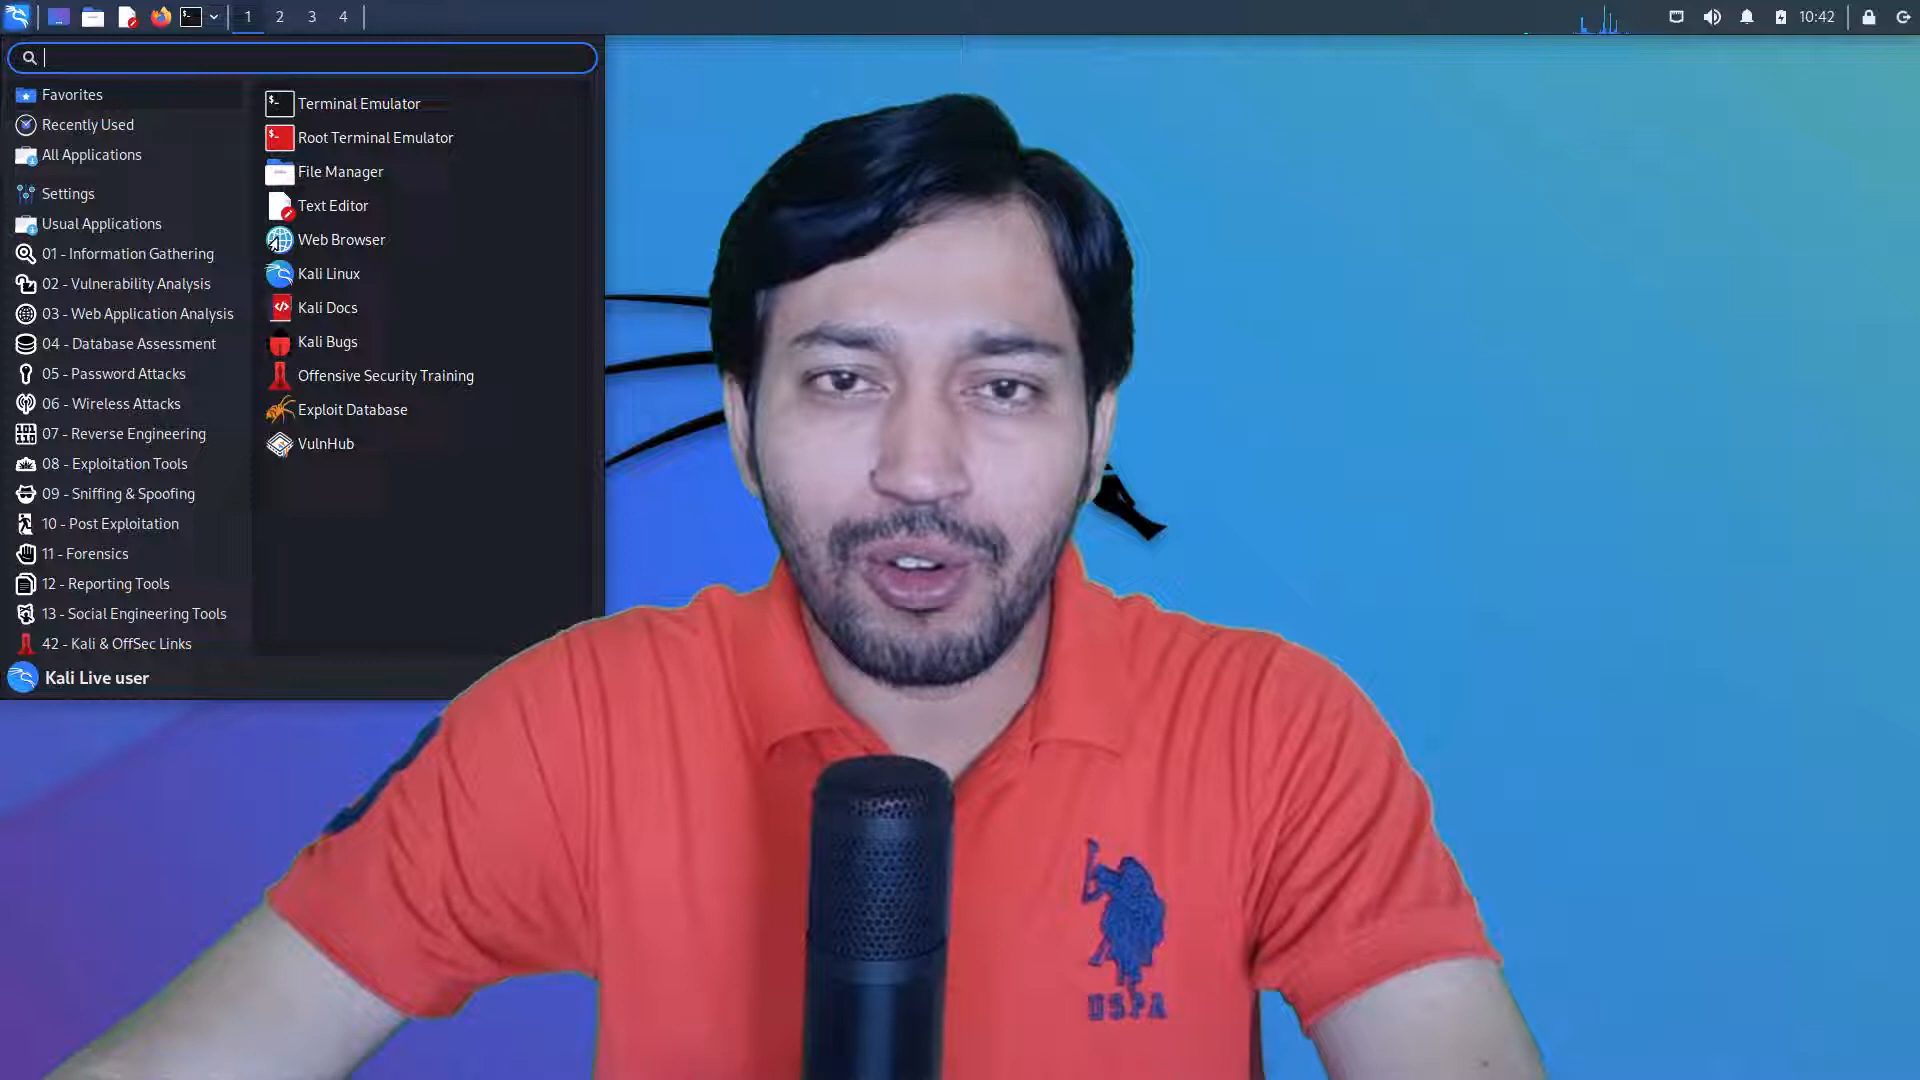 1 2 3 4
10:42
Favorites
Recently Used
All Applications
Settings
Usual Applications
01 - Information Gathering
02 - Vulnerability Analysis
03 - Web Application Analysis
04 - Database Assessment
05 - Password Attacks
06 - Wireless Attacks
07 - Reverse Engineering
08 - Exploitation Tools
09 - Sniffing & Spoofing
10 - Post Exploitation
11 - Forensics
12 - Reporting Tools
13 - Social Engineering Tools
42 - Kali & OffSec Links
Kali Live user
Terminal Emulator
Root Terminal Emulator
File Manager
Text Editor
Web Browser
Kali Linux
Kali Docs
Kali Bugs
Offensive Security Training
Exploit Database
VulnHub
USPA